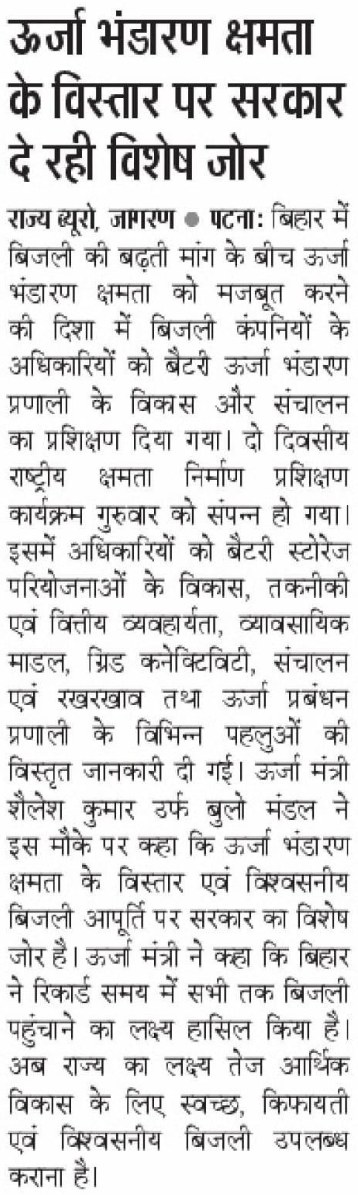 ऊर्जा भंडारण क्षमता
के विस्तार पर सरकार
दे रही विशेष जोर
राज्य ब्यूरो, जागरण ● पटना: बिहार में
बिजली की बढ़ती मांग के बीच ऊर्जा
भंडारण क्षमता को मजबूत करने
की दिशा में बिजली कंपनियों के
अधिकारियों को बैटरी ऊर्जा भंडारण
प्रणाली के विकास और संचालन
का प्रशिक्षण दिया गया। दो दिवसीय
राष्ट्रीय क्षमता निर्माण प्रशिक्षण
कार्यक्रम गुरुवार को संपन्न हो गया।
इसमें अधिकारियों को बैटरी स्टोरेज
परियोजनाओं के विकास, तकनीकी
एवं वित्तीय व्यवहार्यता, व्यावसायिक
माडल, ग्रिड कनेक्टिविटी, संचालन
एवं रखरखाव तथा ऊर्जा प्रबंधन
प्रणाली के विभिन्न पहलुओं की
विस्तृत जानकारी दी गई। ऊर्जा मंत्री
शैलेश कुमार उर्फ बुलो मंडल ने
इस मौके पर कहा कि ऊर्जा भंडारण
क्षमता के विस्तार एवं विश्वसनीय
बिजली आपूर्ति पर सरकार का विशेष
जोर है। ऊर्जा मंत्री ने कहा कि बिहार
ने रिकार्ड समय में सभी तक बिजली
पहुंचाने का लक्ष्य हासिल किया है।
अब राज्य का लक्ष्य तेज आर्थिक
विकास के लिए स्वच्छ, किफायती
एवं विश्वसनीय बिजली उपलब्ध
कराना है।